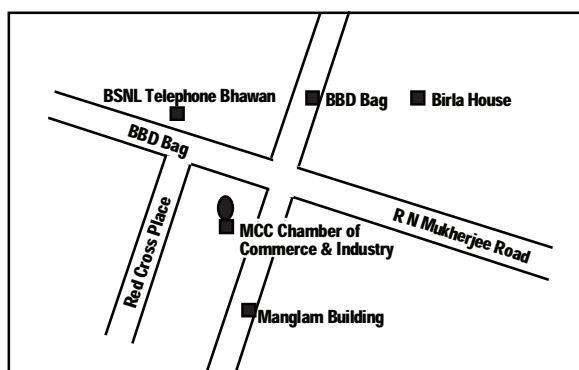 BSNL Telephone Bhawan
BBD Bag
Birla House
BBD Bag
R N Mukherjee Road
Red Cross Place
MCC Chamber of
Commerce & Industry
Manglam Building